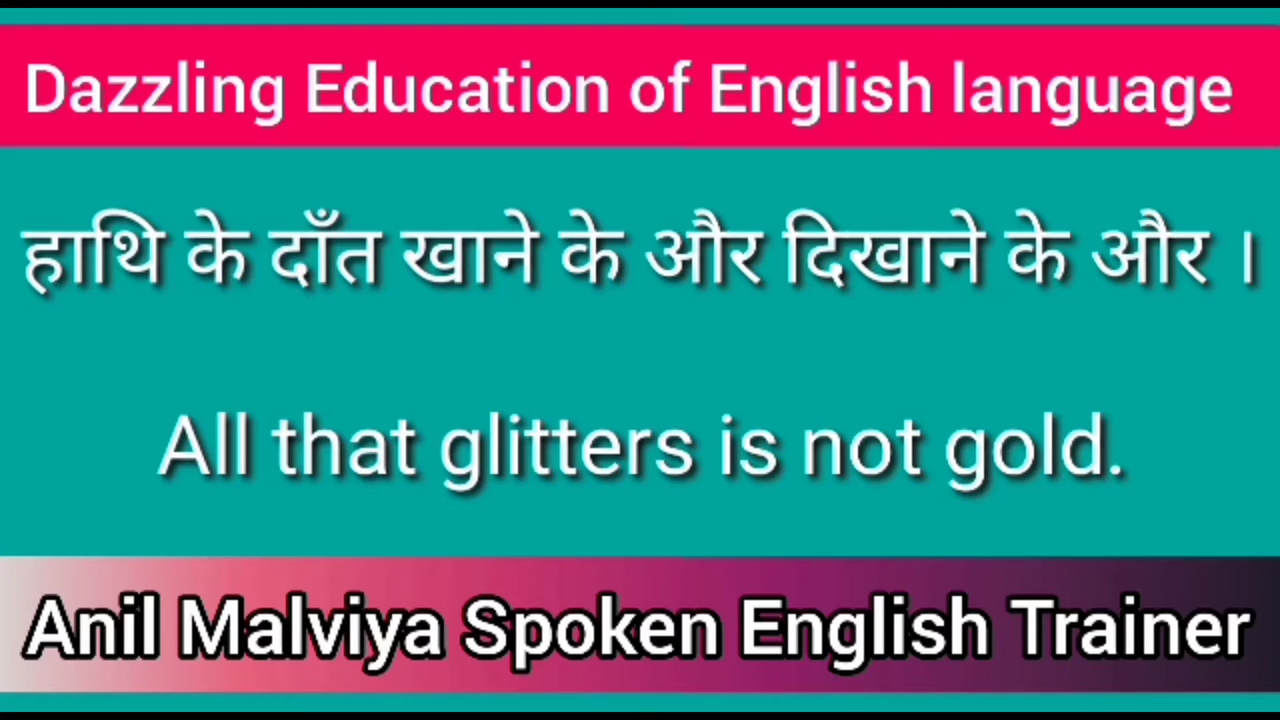 Dazzling Education of English language
हाथि के दाँत खाने के और दिखाने के और ।
All that glitters is not gold.
Anil Malviya Spoken English Trainer